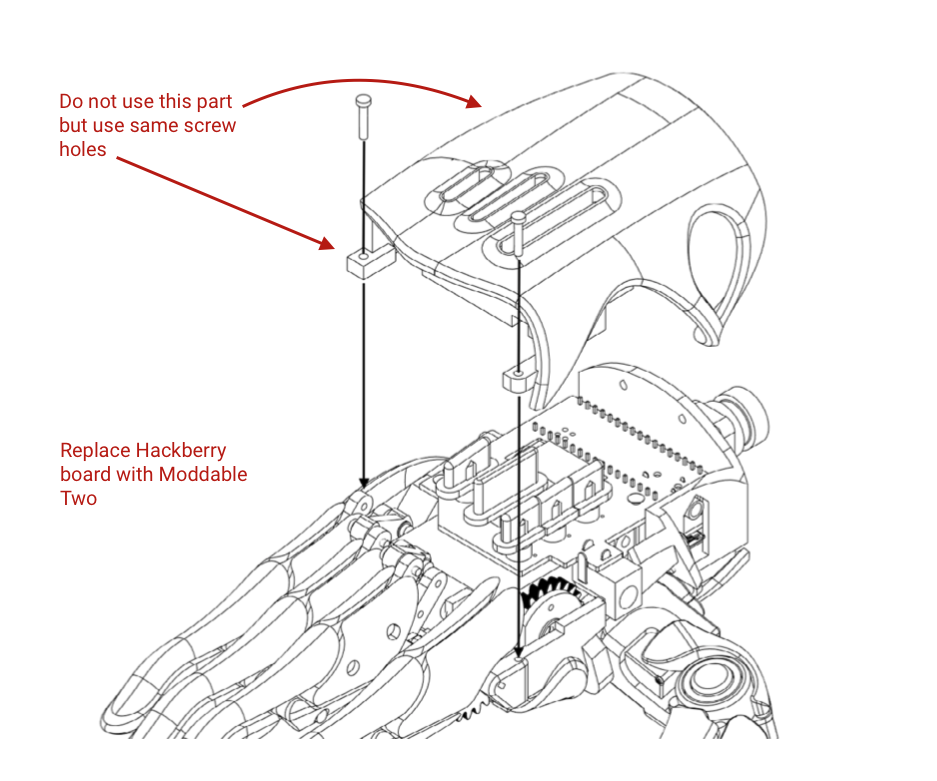 Do not use this part
but use same screw
holes
Replace Hackberry
board with Moddable
Two